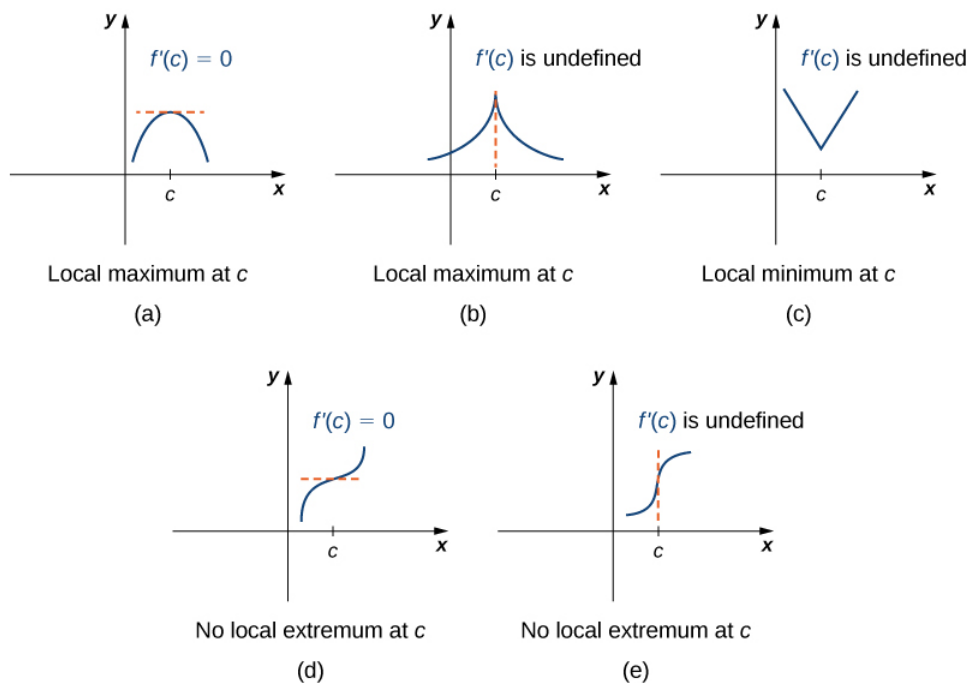 y
f'(c) = 0
x
c
Local maximum at c
(a)
y
f'(c) is undefined
x
c
Local maximum at c
(b)
y
f'(c) is undefined
x
c
Local minimum at c
(c)
y
f'(c) = 0
x
c
No local extremum at c
(d)
y
f'(c) is undefined
x
c
No local extremum at c
(e)